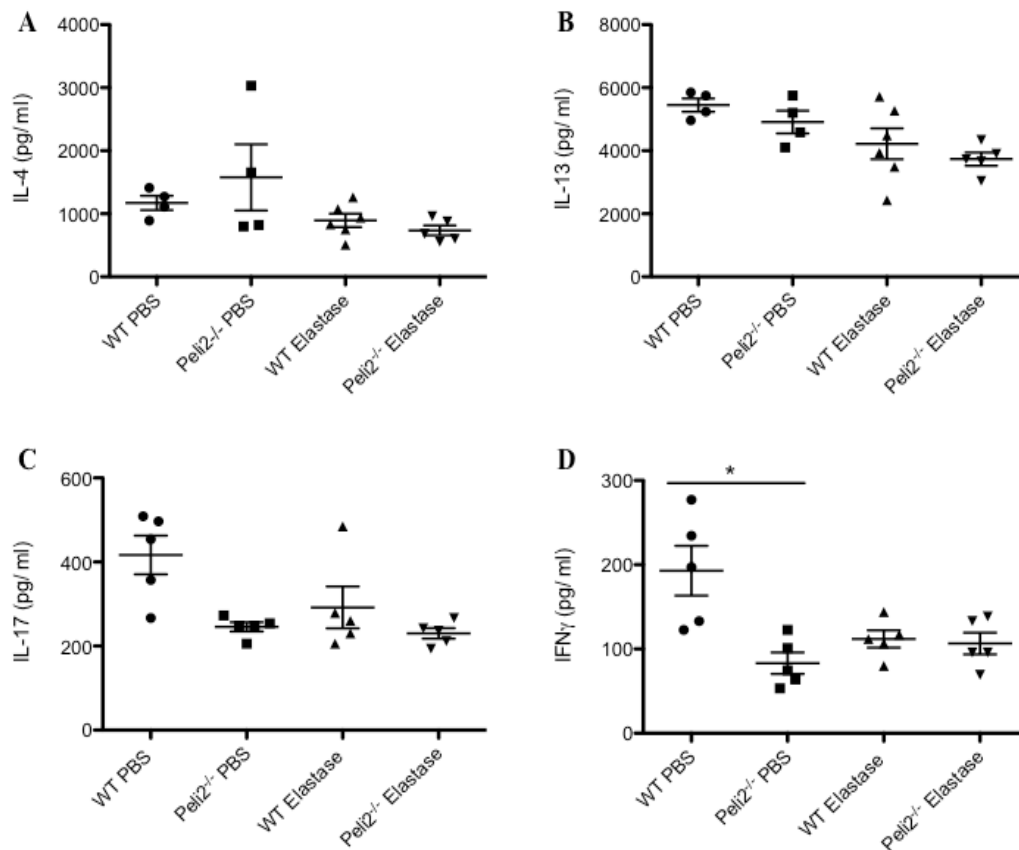 A
IL-4 (pg/ ml)
4000
3000
2000
1000
0
WT PBS
Peli2-/- PBS
WT Elastase
Peli2-/- Elastase
B
IL-13 (pg/ ml)
8000
6000
4000
2000
0
WT PBS
Peli2-/- PBS
WT Elastase
Peli2-/- Elastase
C
IL-17 (pg/ ml)
600
400
200
0
WT PBS
Peli2-/- PBS
WT Elastase
Peli2-/- Elastase
D
IFNγ (pg/ ml)
300
200
100
0
*
WT PBS
Peli2-/- PBS
WT Elastase
Peli2-/- Elastase